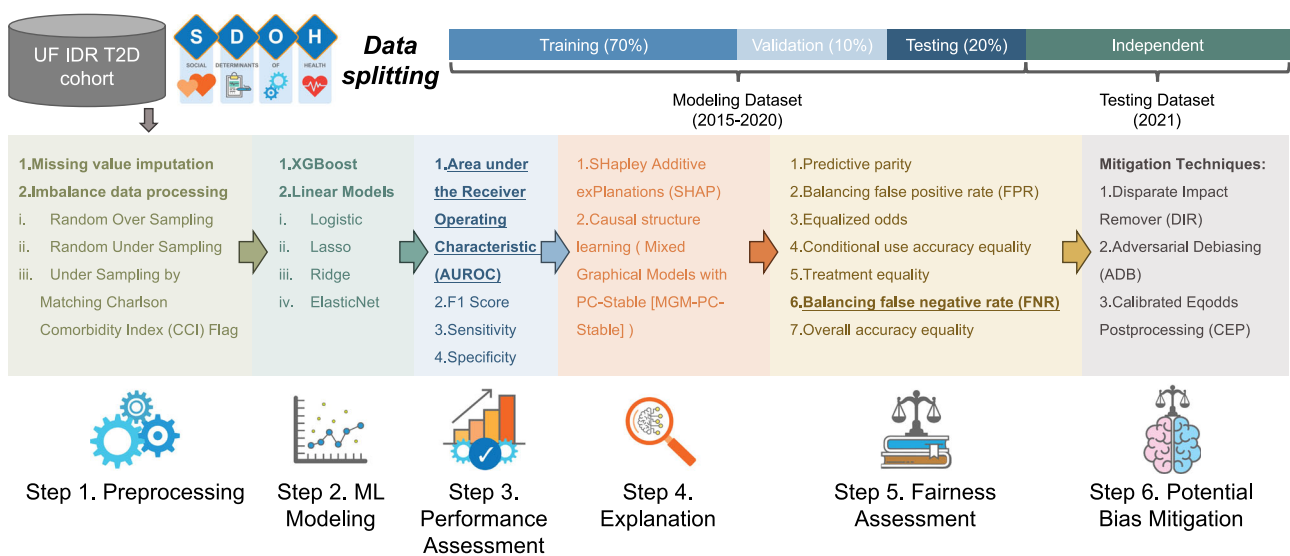 UF IDR T2D
cohort
S D O H
SOCIAL DETERMINANTS OF HEALTH
Data
splitting
Training (70%)
Validation (10%)
Testing (20%)
Independent
Modeling Dataset
(2015-2020)
Testing Dataset
(2021)
1.Missing value imputation
2.Imbalance data processing
i. Random Over Sampling
ii. Random Under Sampling
iii. Under Sampling by
Matching Charlson
Comorbidity Index (CCI) Flag
1.XGBoost
2.Linear Models
i. Logistic
ii. Lasso
iii. Ridge
iv. ElasticNet
1.Area under
the Receiver
Operating
Characteristic
(AUROC)
2.F1 Score
3.Sensitivity
4.Specificity
1.SHapley Additive
exPlanations (SHAP)
2.Causal structure
learning ( Mixed
Graphical Models with
PC-Stable [MGM-PC-
Stable] )
1.Predictive parity
2.Balancing false positive rate (FPR)
3.Equalized odds
4.Conditional use accuracy equality
5.Treatment equality
6.Balancing false negative rate (FNR)
7.Overall accuracy equality
Mitigation Techniques:
1.Disparate Impact
Remover (DIR)
2.Adversarial Debiasing
(ADB)
3.Calibrated Eqodds
Postprocessing (CEP)
Step 1. Preprocessing
Step 2. ML
Modeling
Step 3.
Performance
Assessment
Step 4.
Explanation
Step 5. Fairness
Assessment
Step 6. Potential
Bias Mitigation